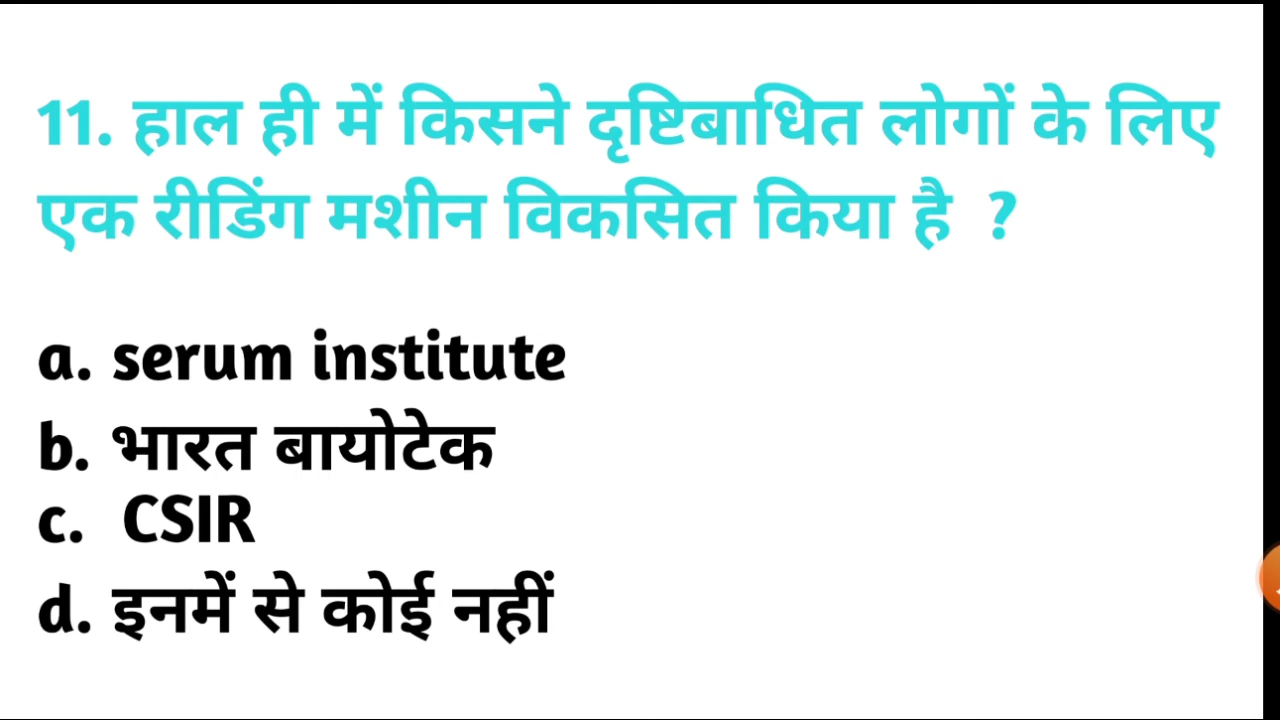 11. हाल ही में किसने दृष्टिबाधित लोगों के लिए
एक रीडिंग मशीन विकसित किया है ?
a. serum institute
b. भारत बायोटेक
c. CSIR
d. इनमें से कोई नहीं